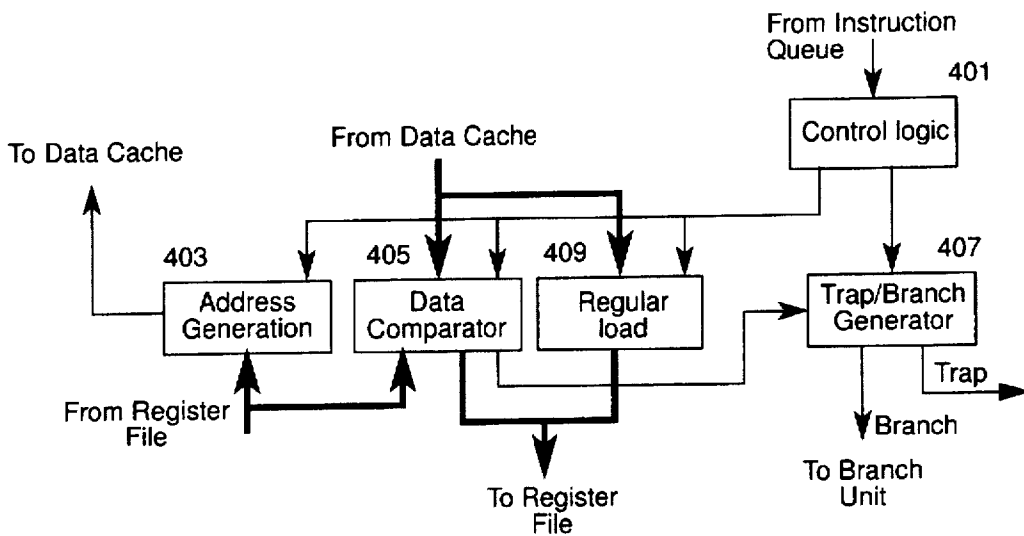 From Instruction
Queue
401
Control logic
From Data Cache
To Data Cache
403
405
409
407
Address
Generation
Data
Comparator
Regular
load
Trap/Branch
Generator
Trap
From Register
File
Branch
To Branch
Unit
To Register
File